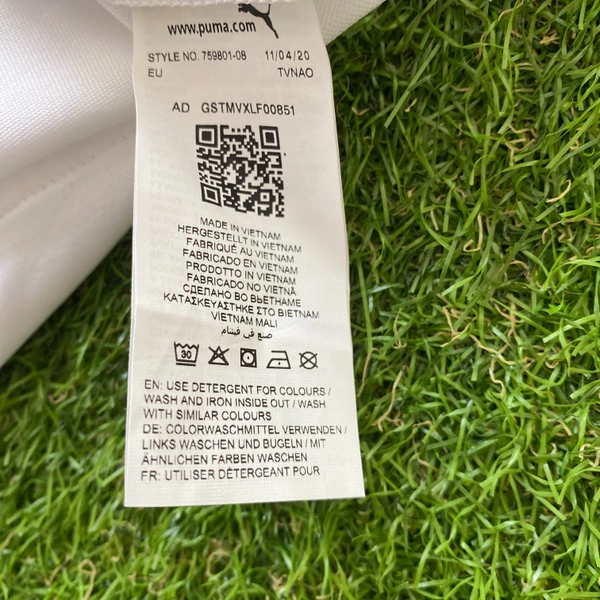 www.puma.com
STYLE NO. 759801-08 11/04/20
EU TVNAO
AD GSTMVXLF00851
MADE IN VIETNAM
HERGESTELLT IN VIETNAM
FABRIQUÉ AU VIETNAM
FABRICADO EN VIETNAM
PRODOTTO IN VIETNAM
FABRICADO NO VIETNÃ
СДЕЛАНО ВО ВЬЕТНАМЕ
ΚΑΤΑΣΚΕΥΑΣΤΗΚΕ ΣΤΟ ΒΙΕΤΝΑΜ
VİETNAM MALI
صنع في فيتنام
30
EN: USE DETERGENT FOR COLOURS /
WASH AND IRON INSIDE OUT / WASH
WITH SIMILAR COLOURS
DE: COLORWASCHMITTEL VERWENDEN /
LINKS WASCHEN UND BUGELN / MIT
ÄHNLICHEN FARBEN WASCHEN
FR: UTILISER DÉTERGEANT POUR